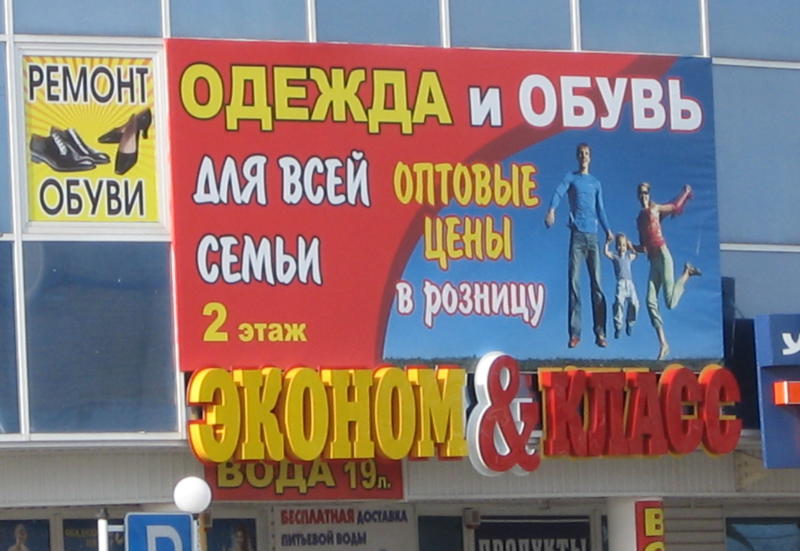 РЕМОНТ
ОБУВИ
ОДЕЖДА и ОБУВЬ
ДЛЯ ВСЕЙ
СЕМЬИ
2 этаж
ОПТОВЫЕ
ЦЕНЫ
в розницу
ЭКОНОМ&КЛАСС
ВОДА 19л.
БЕСПЛАТНАЯ ДОСТАВКА
ПИТЬЕВОЙ ВОДЫ
ПРОДУКТЫ
P
В
У